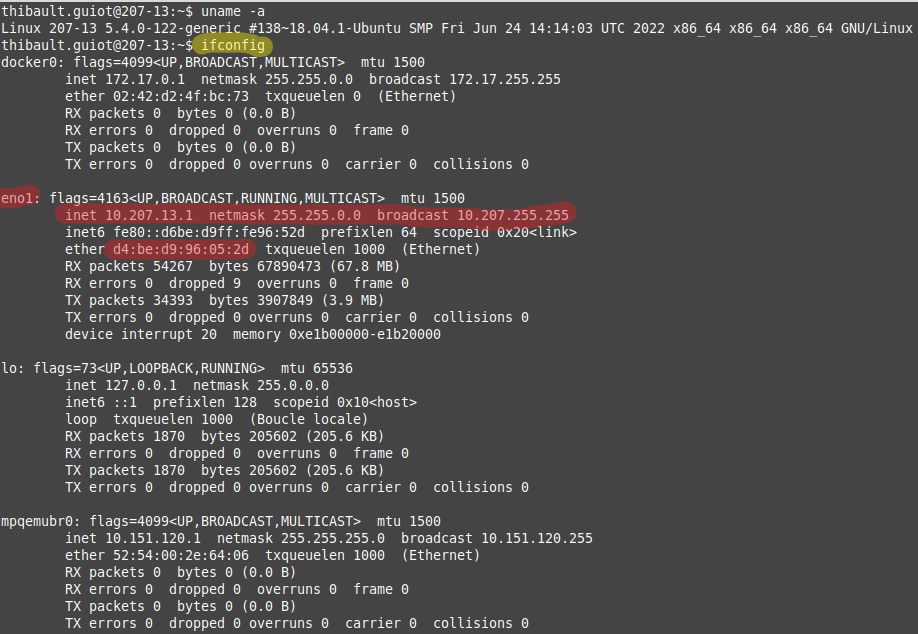 thibault.guiot@207-13:~$ uname -a
Linux 207-13 5.4.0-122-generic #138~18.04.1-Ubuntu SMP Fri Jun 24 14:14:03 UTC 2022 x86_64 x86_64 x86_64 GNU/Linux
thibault.guiot@207-13:~$ ifconfig
docker0: flags=4099<UP,BROADCAST,MULTICAST>  mtu 1500
        inet 172.17.0.1  netmask 255.255.0.0  broadcast 172.17.255.255
        ether 02:42:d2:4f:bc:73  txqueuelen 0  (Ethernet)
        RX packets 0  bytes 0 (0.0 B)
        RX errors 0  dropped 0  overruns 0  frame 0
        TX packets 0  bytes 0 (0.0 B)
        TX errors 0  dropped 0 overruns 0  carrier 0  collisions 0

eno1: flags=4163<UP,BROADCAST,RUNNING,MULTICAST>  mtu 1500
        inet 10.207.13.1  netmask 255.255.0.0  broadcast 10.207.255.255
        inet6 fe80::d6be:d9ff:fe96:52d  prefixlen 64  scopeid 0x20<link>
        ether d4:be:d9:96:05:2d  txqueuelen 1000  (Ethernet)
        RX packets 54267  bytes 67890473 (67.8 MB)
        RX errors 0  dropped 9  overruns 0  frame 0
        TX packets 34393  bytes 3907849 (3.9 MB)
        TX errors 0  dropped 0 overruns 0  carrier 0  collisions 0
        device interrupt 20  memory 0xe1b00000-e1b20000

lo: flags=73<UP,LOOPBACK,RUNNING>  mtu 65536
        inet 127.0.0.1  netmask 255.0.0.0
        inet6 ::1  prefixlen 128  scopeid 0x10<host>
        loop  txqueuelen 1000  (Boucle locale)
        RX packets 1870  bytes 205602 (205.6 KB)
        RX errors 0  dropped 0  overruns 0  frame 0
        TX packets 1870  bytes 205602 (205.6 KB)
        TX errors 0  dropped 0 overruns 0  carrier 0  collisions 0

mpqemubr0: flags=4099<UP,BROADCAST,MULTICAST>  mtu 1500
        inet 10.151.120.1  netmask 255.255.255.0  broadcast 10.151.120.255
        ether 52:54:00:2e:64:06  txqueuelen 1000  (Ethernet)
        RX packets 0  bytes 0 (0.0 B)
        RX errors 0  dropped 0  overruns 0  frame 0
        TX packets 0  bytes 0 (0.0 B)
        TX errors 0  dropped 0 overruns 0  carrier 0  collisions 0